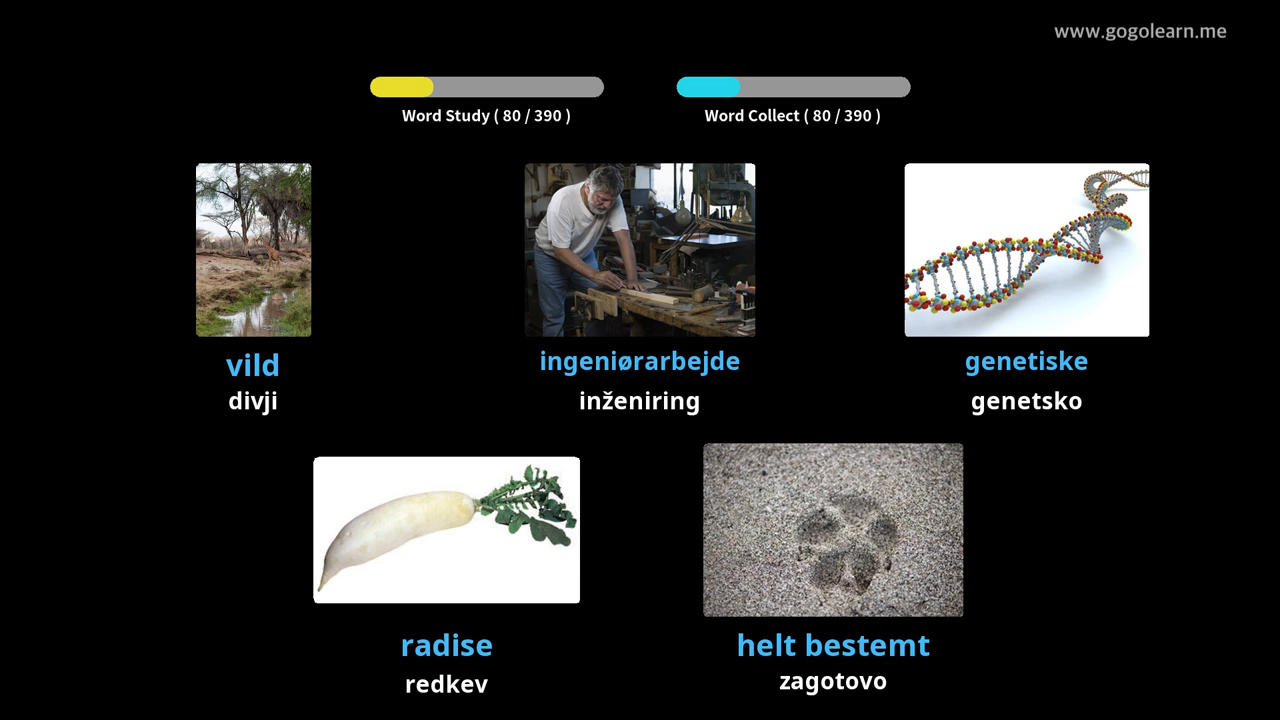 www.gogolearn.me
Word Study ( 80 / 390 )
Word Collect ( 80 / 390 )
vild
divji
ingeniørarbejde
inženiring
genetiske
genetsko
radise
redkev
helt bestemt
zagotovo